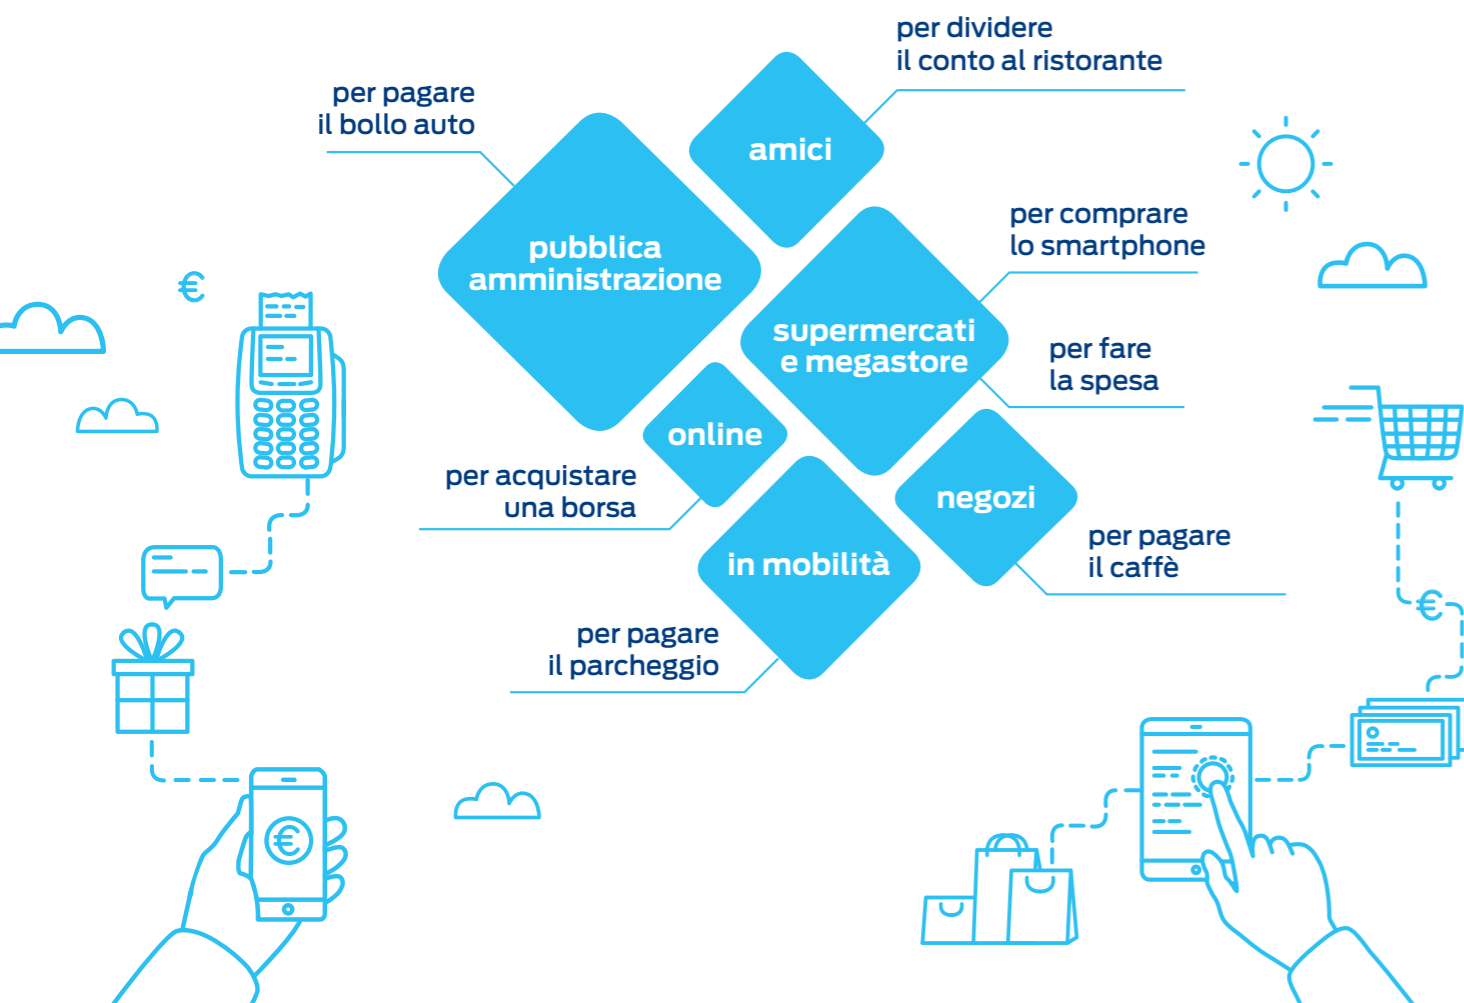 per dividere
il conto al ristorante
per pagare
il bollo auto
amici
pubblica
amministrazione
per comprare
lo smartphone
supermercati
e megastore
per fare
la spesa
online
per acquistare
una borsa
negozi
in mobilità
per pagare
il caffè
per pagare
il parcheggio
€
€
€